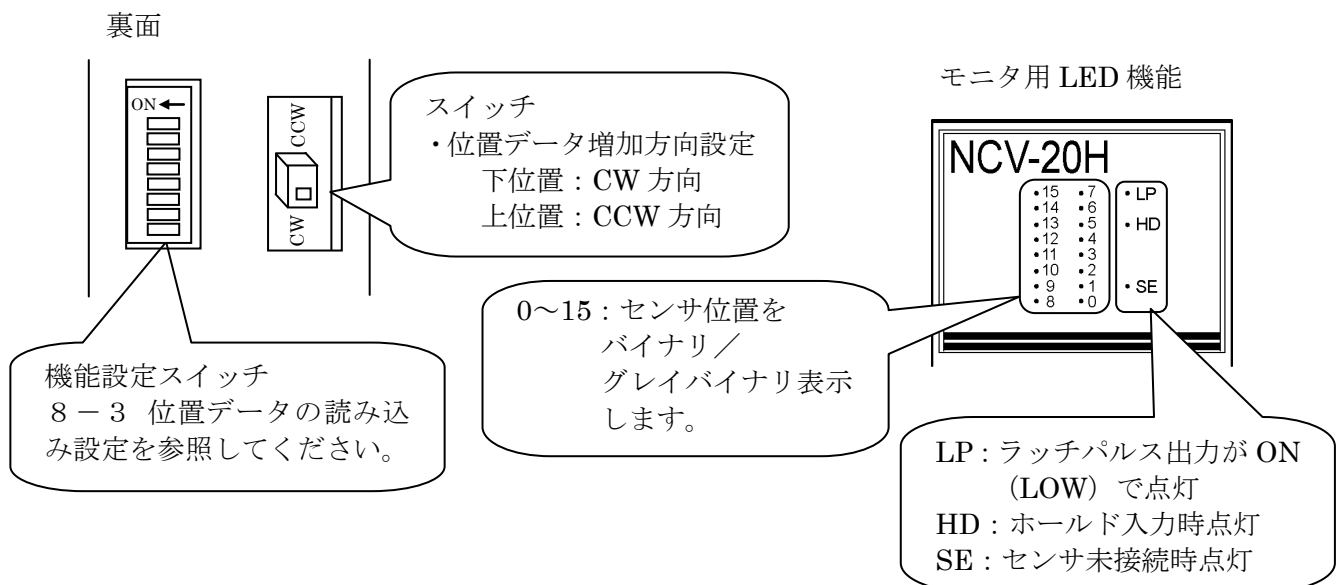 裏面
ON
CCW
CW
スイッチ
・位置データ増加方向設定
下位置：CW 方向
上位置：CCW 方向
機能設定スイッチ
８－３ 位置データの読み込
み設定を参照してください。
モニタ用 LED 機能
NCV-20H
•15 •7 •LP
•14 •6
•13 •5 •HD
•12 •4
•11 •3
•10 •2
•9 •1 •SE
•8 •0
0～15：センサ位置を
バイナリ／
グレイバイナリ表示
します。
LP：ラッチパルス出力が ON
（LOW）で点灯
HD：ホールド入力時点灯
SE：センサ未接続時点灯